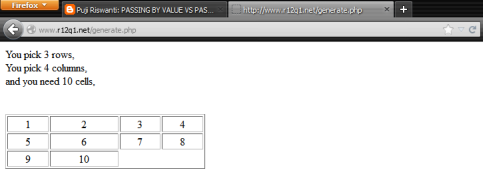 Firefox
Puji Riswanti: PASSING BY VALUE VS PAS...
http://www.r12q1.net/generate.php
www.r12q1.net/generate.php
You pick 3 rows,
You pick 4 columns,
and you need 10 cells,
1 2 3 4
5 6 7 8
9 10